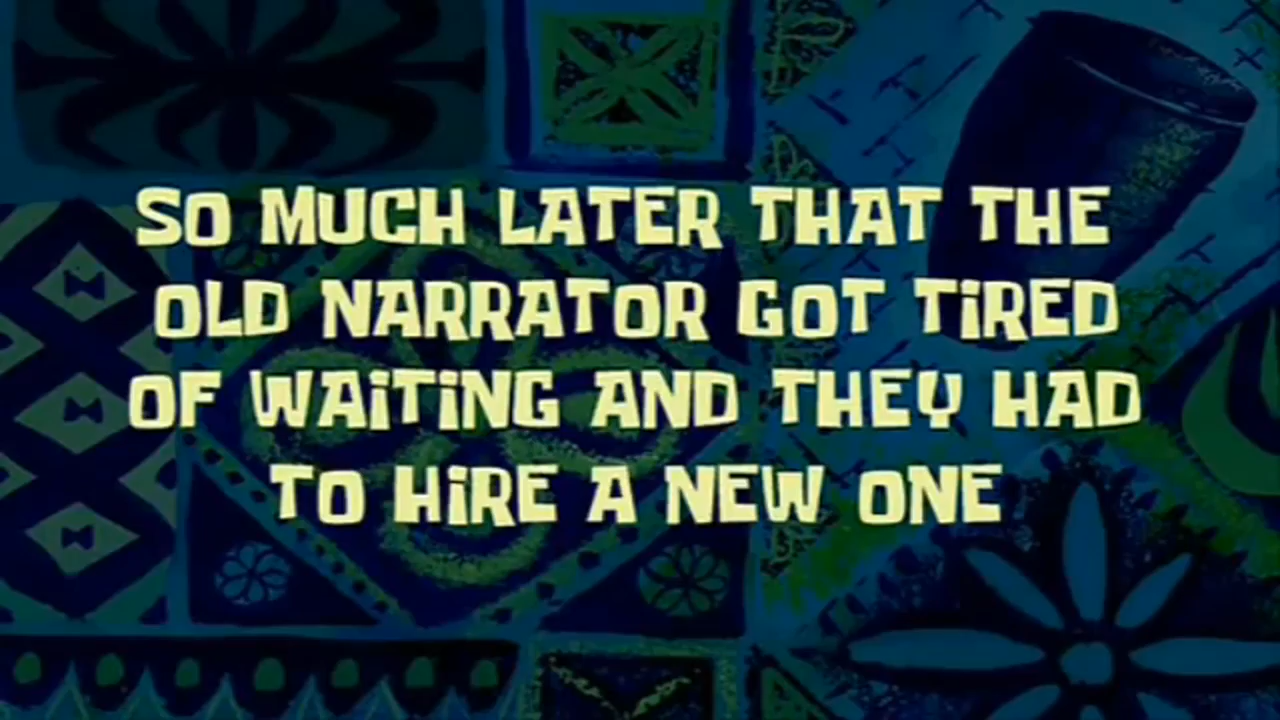 SO MUCH LATER THAT THE
OLD NARRATOR GOT TiRED
OF WAiTiNG AND THEY HAD
TO HiRE A NEW ONE